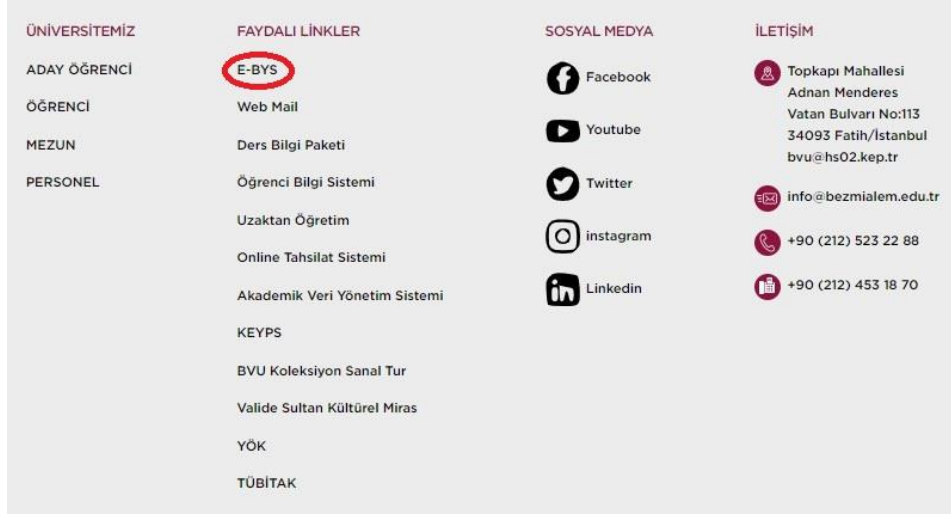 ÜNİVERSİTEMİZ
ADAY ÖĞRENCİ
ÖĞRENCİ
MEZUN
PERSONEL
FAYDALI LİNKLER
E-BYS
Web Mail
Ders Bilgi Paketi
Öğrenci Bilgi Sistemi
Uzaktan Öğretim
Online Tahsilat Sistemi
Akademik Veri Yönetim Sistemi
KEYPS
BVU Koleksiyon Sanal Tur
Valide Sultan Kültürel Miras
YÖK
TÜBİTAK
SOSYAL MEDYA
Facebook
Youtube
Twitter
instagram
Linkedin
İLETİŞİM
Topkapı Mahallesi
Adnan Menderes
Vatan Bulvarı No:113
34093 Fatih/İstanbul
bvu@hs02.kep.tr
info@bezmialem.edu.tr
+90 (212) 523 22 88
+90 (212) 453 18 70